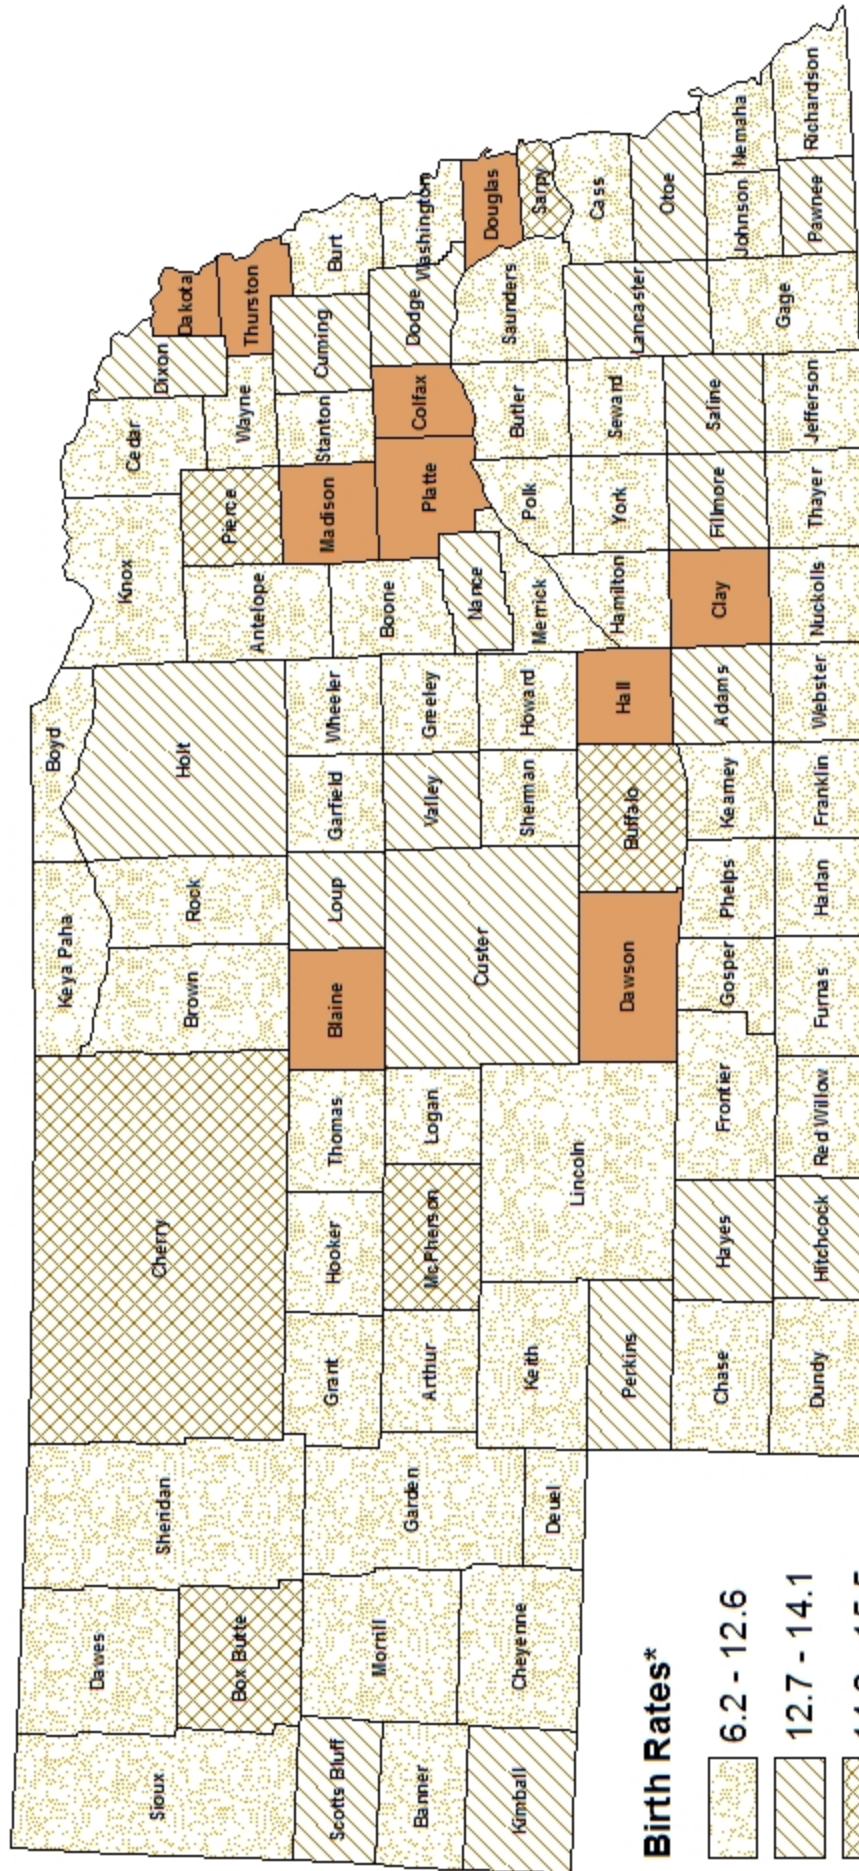 Sioux
Dawes
Box Butte
Sheridan
Scotts Bluff
Banner
Kimball
Morrill
Cheyenne
Garden
Deuel
Cherry
Grant
Hooker
Thomas
Arthur
McPherson
Logan
Keith
Lincoln
Perkins
Chase
Hayes
Frontier
Dundy
Hitchcock
Red Willow
Keya Paha
Boyd
Brown
Rock
Holt
Blaine
Loup
Garfield
Wheeler
Custer
Valley
Greeley
Sherman
Howard
Dawson
Buffalo
Hall
Gosper
Phelps
Kearney
Adams
Furnas
Harlan
Franklin
Webster
Knox
Cedar
Dixon
Dakota
Antelope
Pierce
Wayne
Thurston
Boone
Madison
Stanton
Cuming
Burt
Nance
Platte
Colfax
Dodge
Washington
Merrick
Polk
Butler
Saunders
Douglas
Sarpy
Hamilton
York
Seward
Lancaster
Cass
Otoe
Clay
Fillmore
Saline
Gage
Johnson
Nemaha
Nuckolls
Thayer
Jefferson
Pawnee
Richardson
Birth Rates*
6.2 - 12.6
12.7 - 14.1